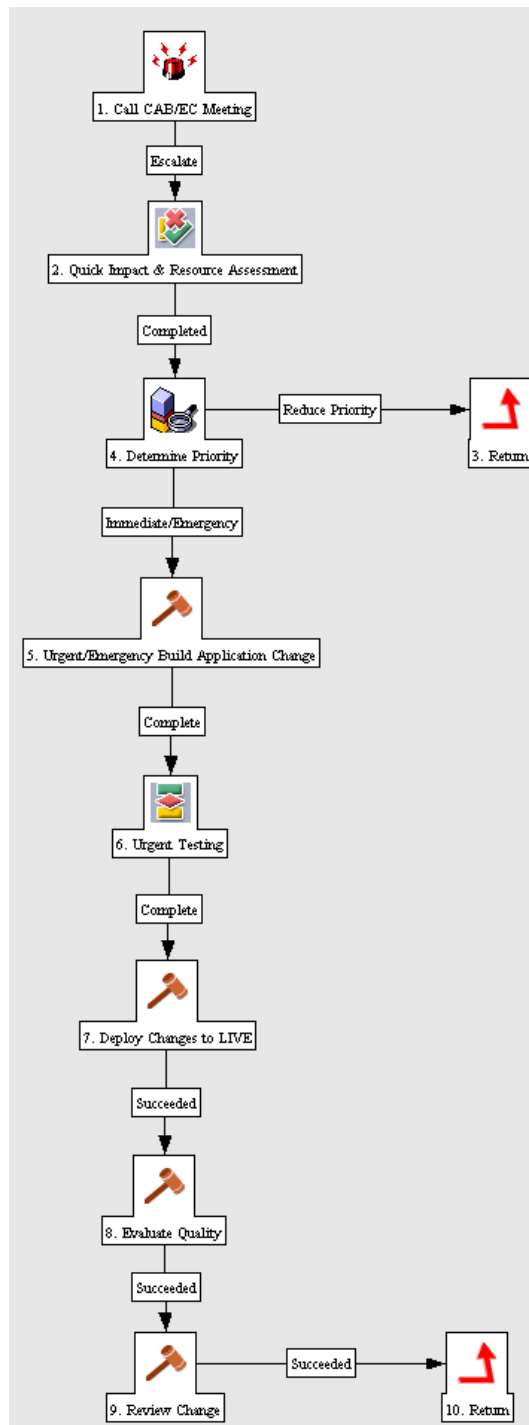 1. Call CAB/EC Meeting
Escalate
2. Quick Impact & Resource Assessment
Completed
Reduce Priority
4. Determine Priority
3. Return
Immediate/Emergency
5. Urgent/Emergency Build Application Change
Complete
6. Urgent Testing
Complete
7. Deploy Changes to LIVE
Succeeded
8. Evaluate Quality
Succeeded
Succeeded
9. Review Change
10. Return